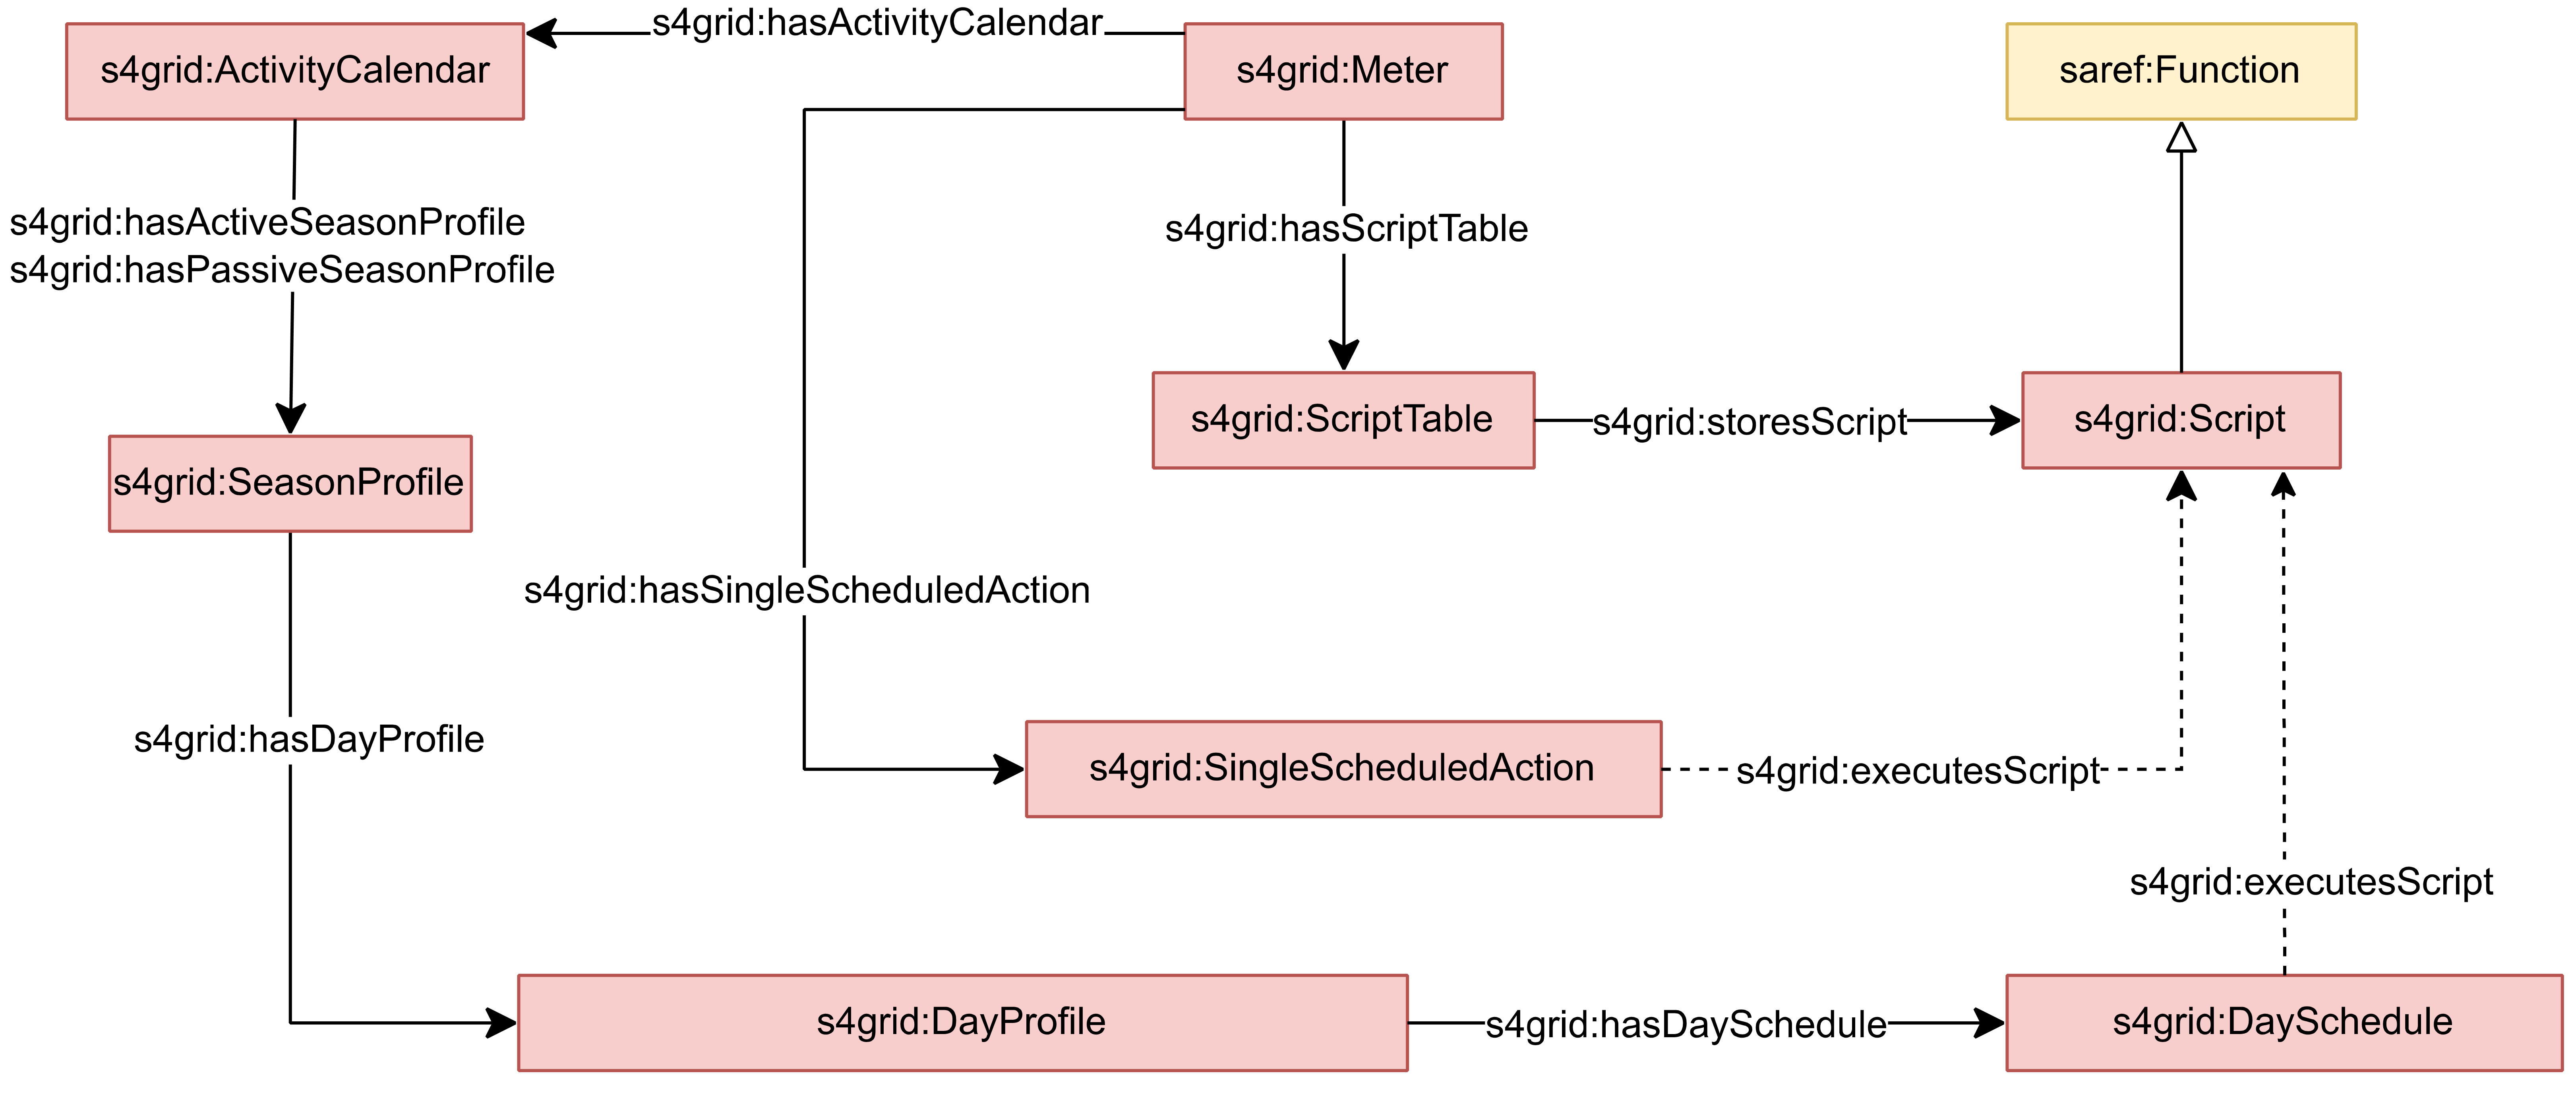 s4grid:hasActivityCalendar
s4grid:ActivityCalendar
s4grid:Meter
saref:Function
s4grid:hasActiveSeasonProfile
s4grid:hasPassiveSeasonProfile
s4grid:hasScriptTable
s4grid:ScriptTable
s4grid:storesScript
s4grid:Script
s4grid:SeasonProfile
s4grid:hasSingleScheduledAction
s4grid:hasDayProfile
s4grid:SingleScheduledAction
s4grid:executesScript
s4grid:executesScript
s4grid:DayProfile
s4grid:hasDaySchedule
s4grid:DaySchedule